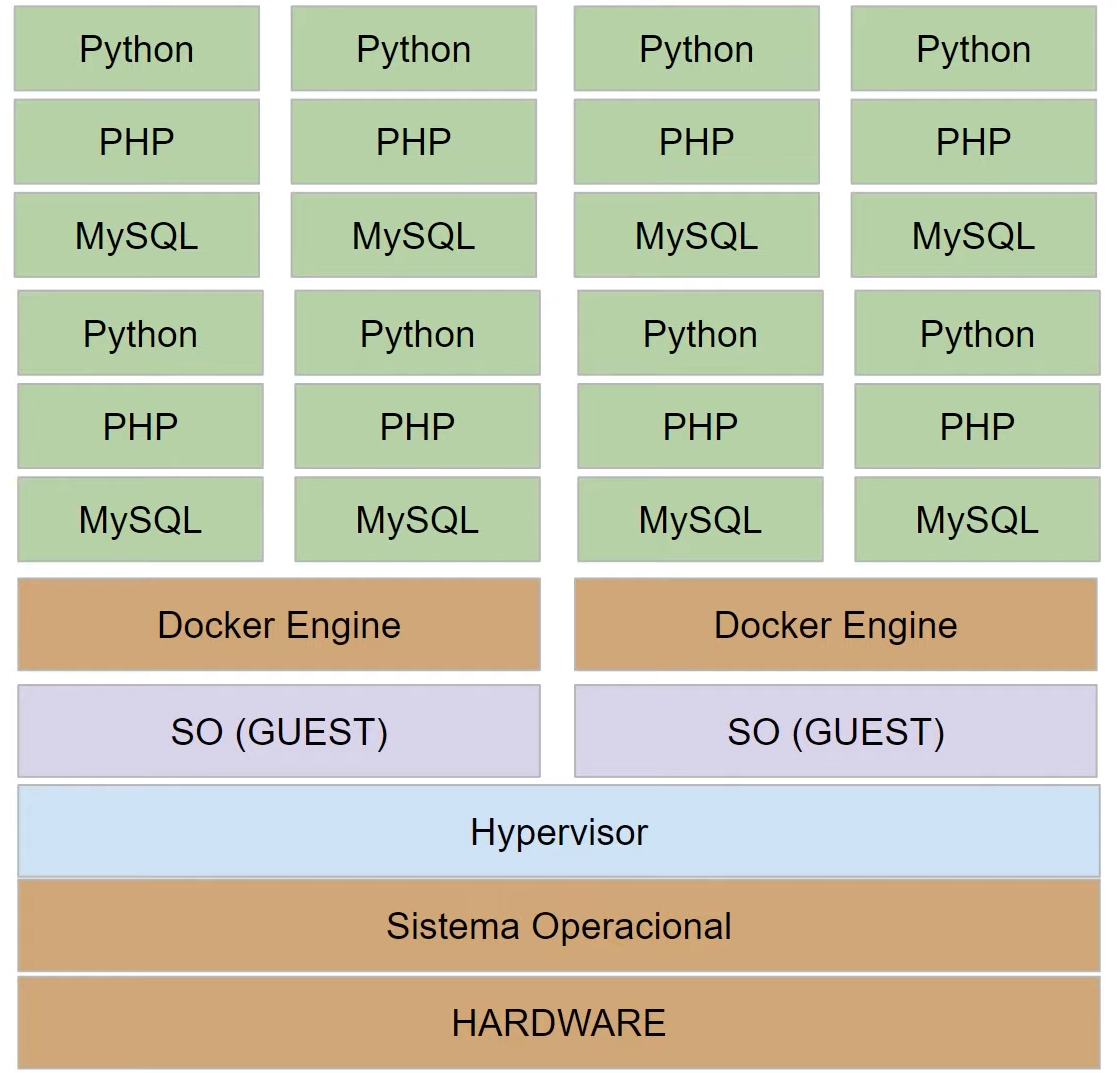 Python Python Python Python
PHP PHP PHP PHP
MySQL MySQL MySQL MySQL
Python Python Python Python
PHP PHP PHP PHP
MySQL MySQL MySQL MySQL
Docker Engine Docker Engine
SO (GUEST) SO (GUEST)
Hypervisor
Sistema Operacional
HARDWARE